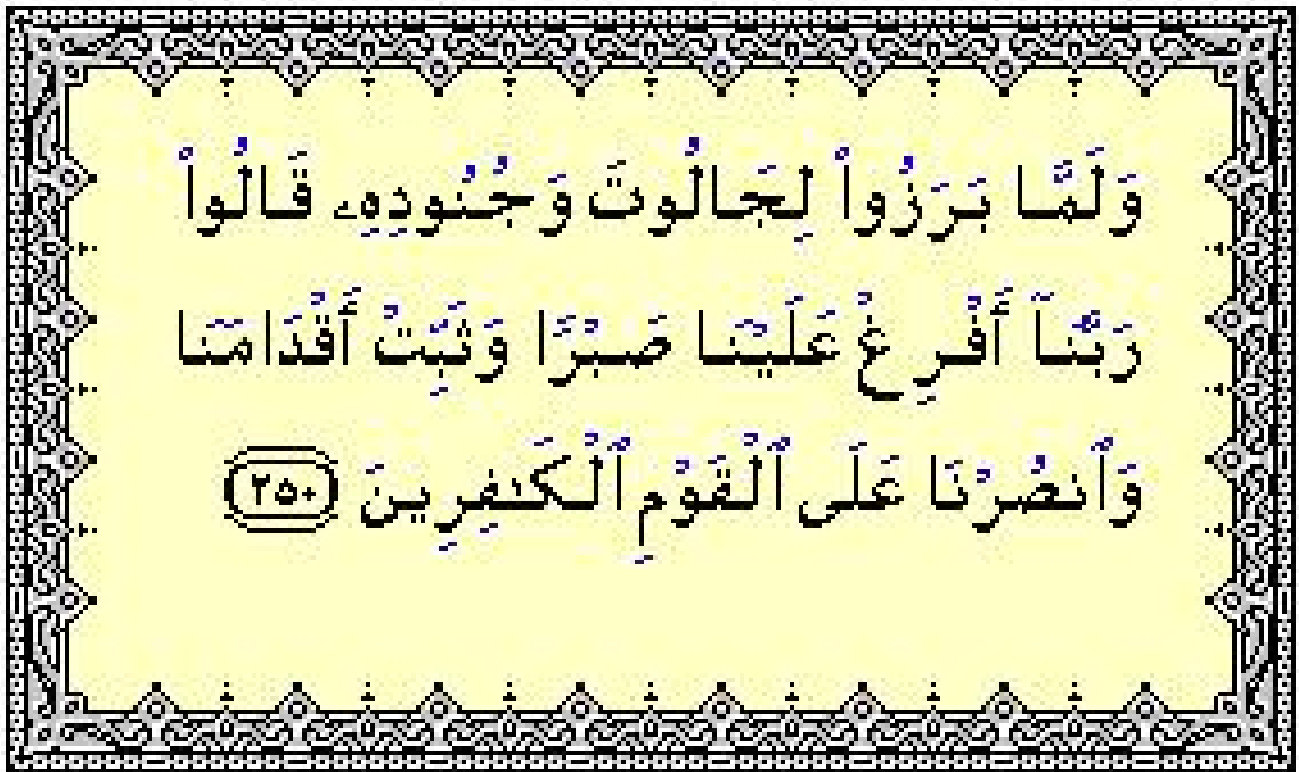 وَلَمَّا بَرَزُوا۟ لِجَالُوتَ وَجُنُودِهِۦ قَالُوا۟
رَبَّنَآ أَفْرِغْ عَلَيْنَا صَبْرًا وَثَبِّتْ أَقْدَامَنَا
وَٱنصُرْنَا عَلَى ٱلْقَوْمِ ٱلْكَـٰفِرِينَ ٢٥٠